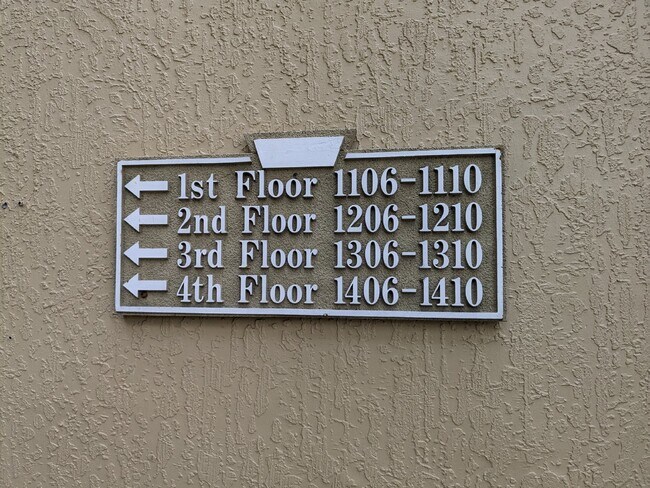 ← 1st Floor 1106-1110
← 2nd Floor 1206-1210
← 3rd Floor 1306-1310
← 4th Floor 1406-1410